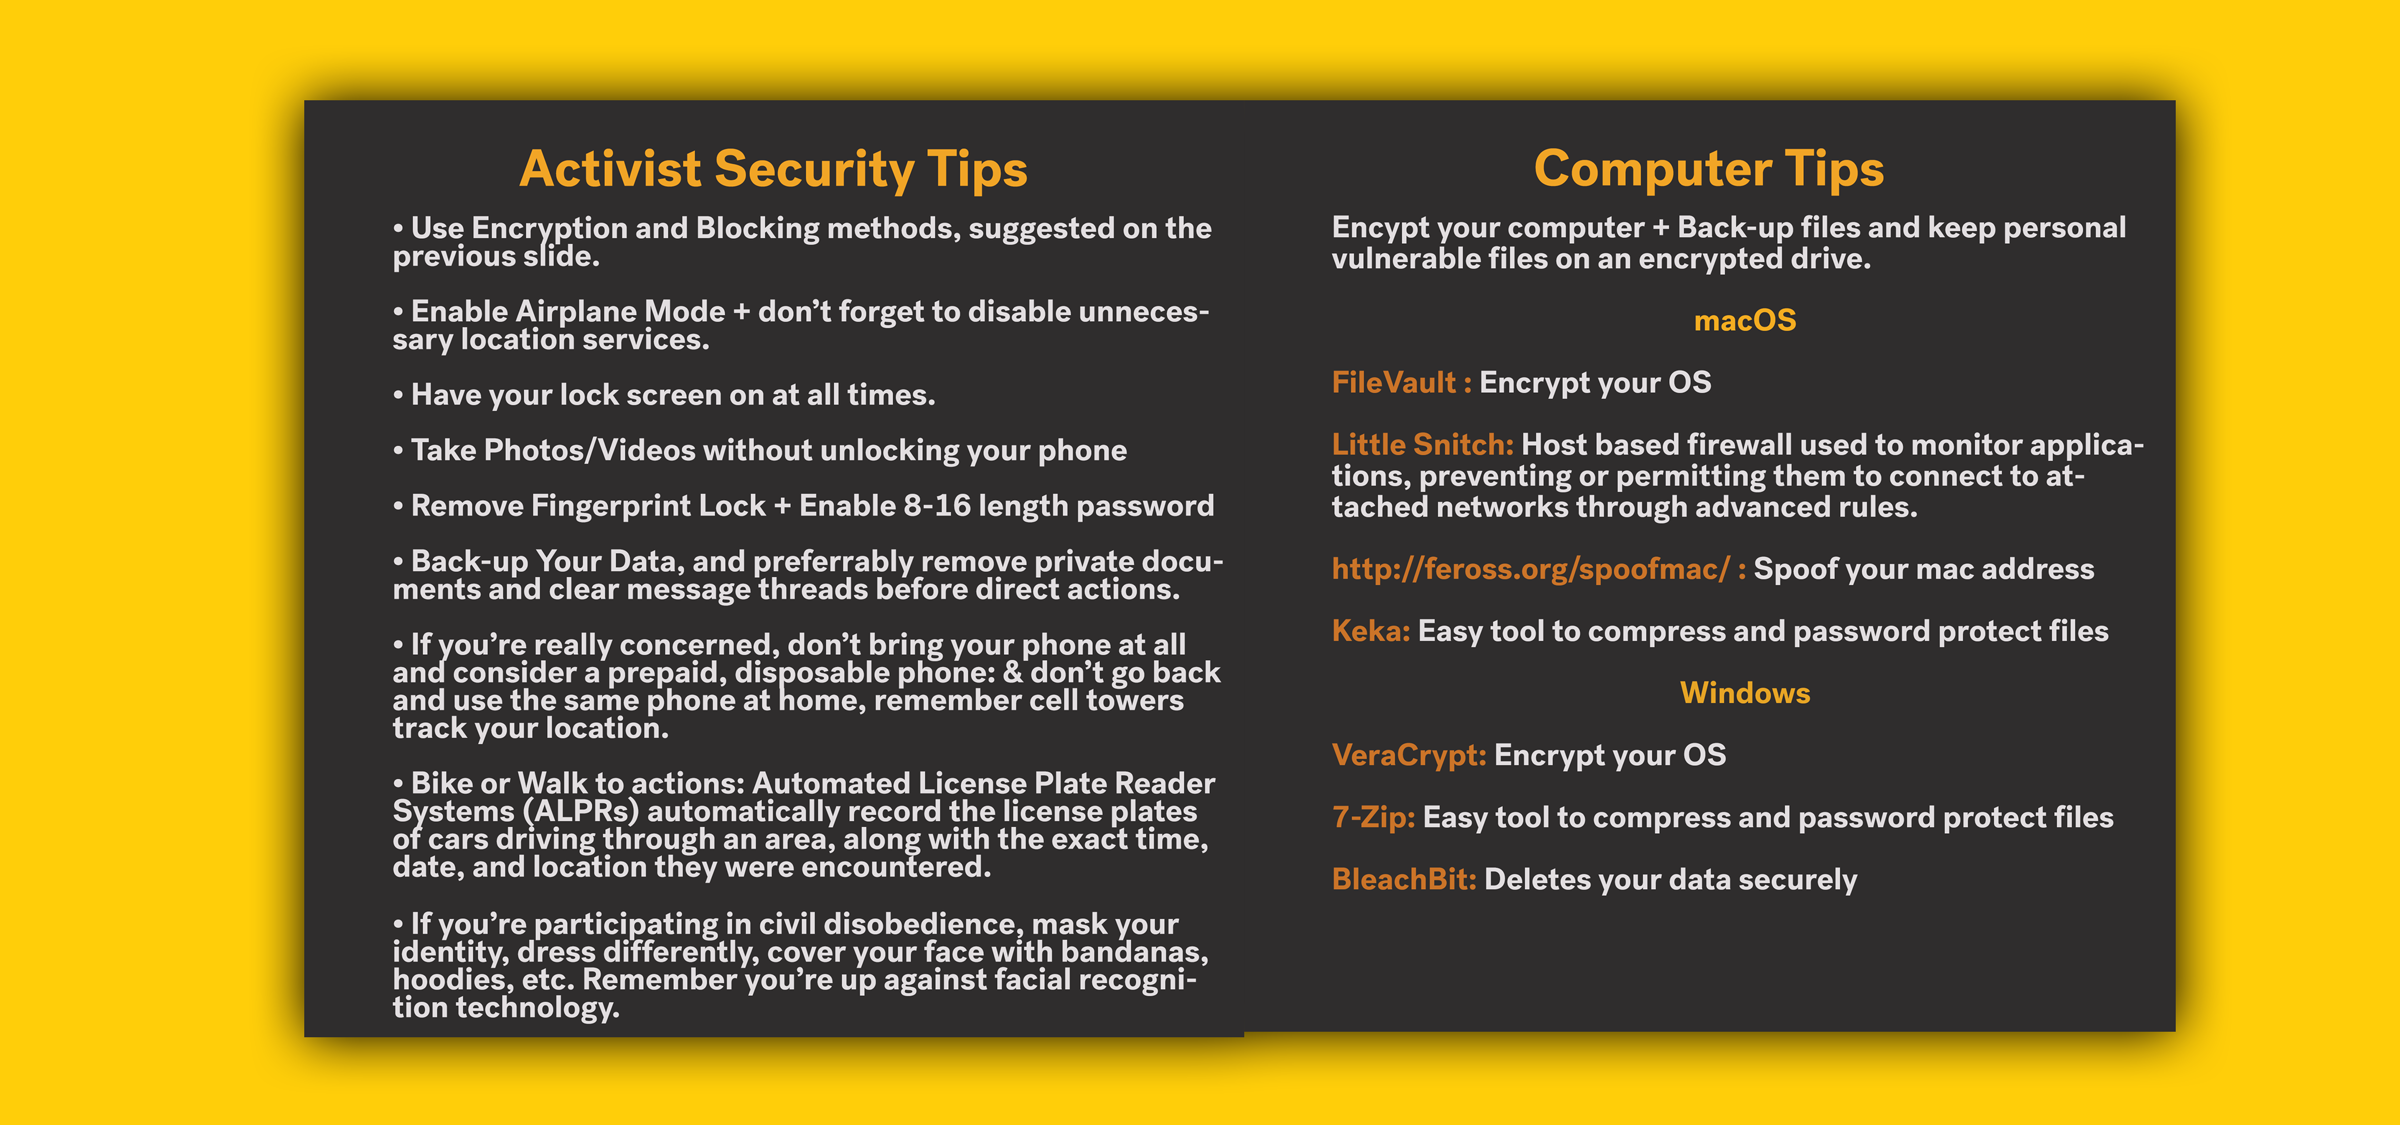 Activist Security Tips
• Use Encryption and Blocking methods, suggested on the
previous slide.
• Enable Airplane Mode + don’t forget to disable unneces-
sary location services.
• Have your lock screen on at all times.
• Take Photos/Videos without unlocking your phone
• Remove Fingerprint Lock + Enable 8-16 length password
• Back-up Your Data, and preferrably remove private docu-
ments and clear message threads before direct actions.
• If you’re really concerned, don’t bring your phone at all
and consider a prepaid, disposable phone: & don’t go back
and use the same phone at home, remember cell towers
track your location.
• Bike or Walk to actions: Automated License Plate Reader
Systems (ALPRs) automatically record the license plates
of cars driving through an area, along with the exact time,
date, and location they were encountered.
• If you’re participating in civil disobedience, mask your
identity, dress differently, cover your face with bandanas,
hoodies, etc. Remember you’re up against facial recogni-
tion technology.
Computer Tips
Encypt your computer + Back-up files and keep personal
vulnerable files on an encrypted drive.
macOS
FileVault : Encrypt your OS
Little Snitch: Host based firewall used to monitor applica-
tions, preventing or permitting them to connect to at-
tached networks through advanced rules.
http://feross.org/spoofmac/ : Spoof your mac address
Keka: Easy tool to compress and password protect files
Windows
VeraCrypt: Encrypt your OS
7-Zip: Easy tool to compress and password protect files
BleachBit: Deletes your data securely